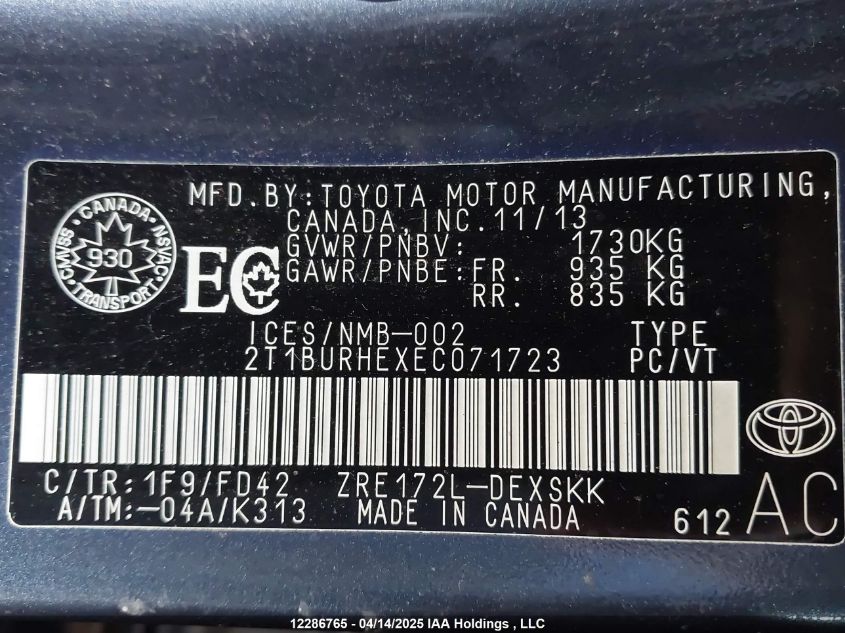 MFD.BY:TOYOTA MOTOR MANUFACTURING,
CANADA,INC.11/13
GVWR/PNBV: 1730KG
GAWR/PNBE:FR. 935 KG
RR. 835 KG
CANADA
CMVSS 930 NSVAC
TRANSPORT
EC
ICES/NMB-002 TYPE
2T1BURHEXEC071723 PC/VT
C/TR:1F9/FD42 ZRE172L-DEXSKK
A/TM:-04A/K313 MADE IN CANADA 612 AC
12286765 - 04/14/2025 IAA Holdings , LLC